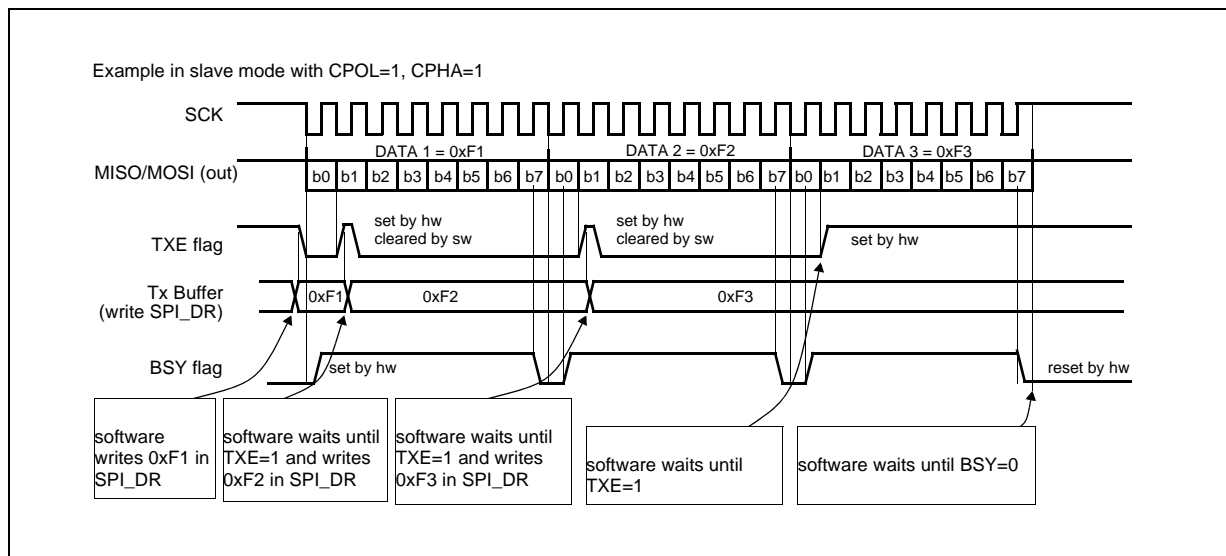 Example in slave mode with CPOL=1, CPHA=1
SCK
DATA 1 = 0xF1
DATA 2 = 0xF2
DATA 3 = 0xF3
MISO/MOSI (out)
b0 b1 b2 b3 b4 b5 b6 b7 b0 b1 b2 b3 b4 b5 b6 b7 b0 b1 b2 b3 b4 b5 b6 b7
TXE flag
set by hw
cleared by sw
set by hw
cleared by sw
set by hw
Tx Buffer
(write SPI_DR)
0xF1
0xF2
0xF3
BSY flag
set by hw
reset by hw
software
writes 0xF1 in
SPI_DR
software waits until
TXE=1 and writes
0xF2 in SPI_DR
software waits until
TXE=1 and writes
0xF3 in SPI_DR
software waits until
TXE=1
software waits until BSY=0